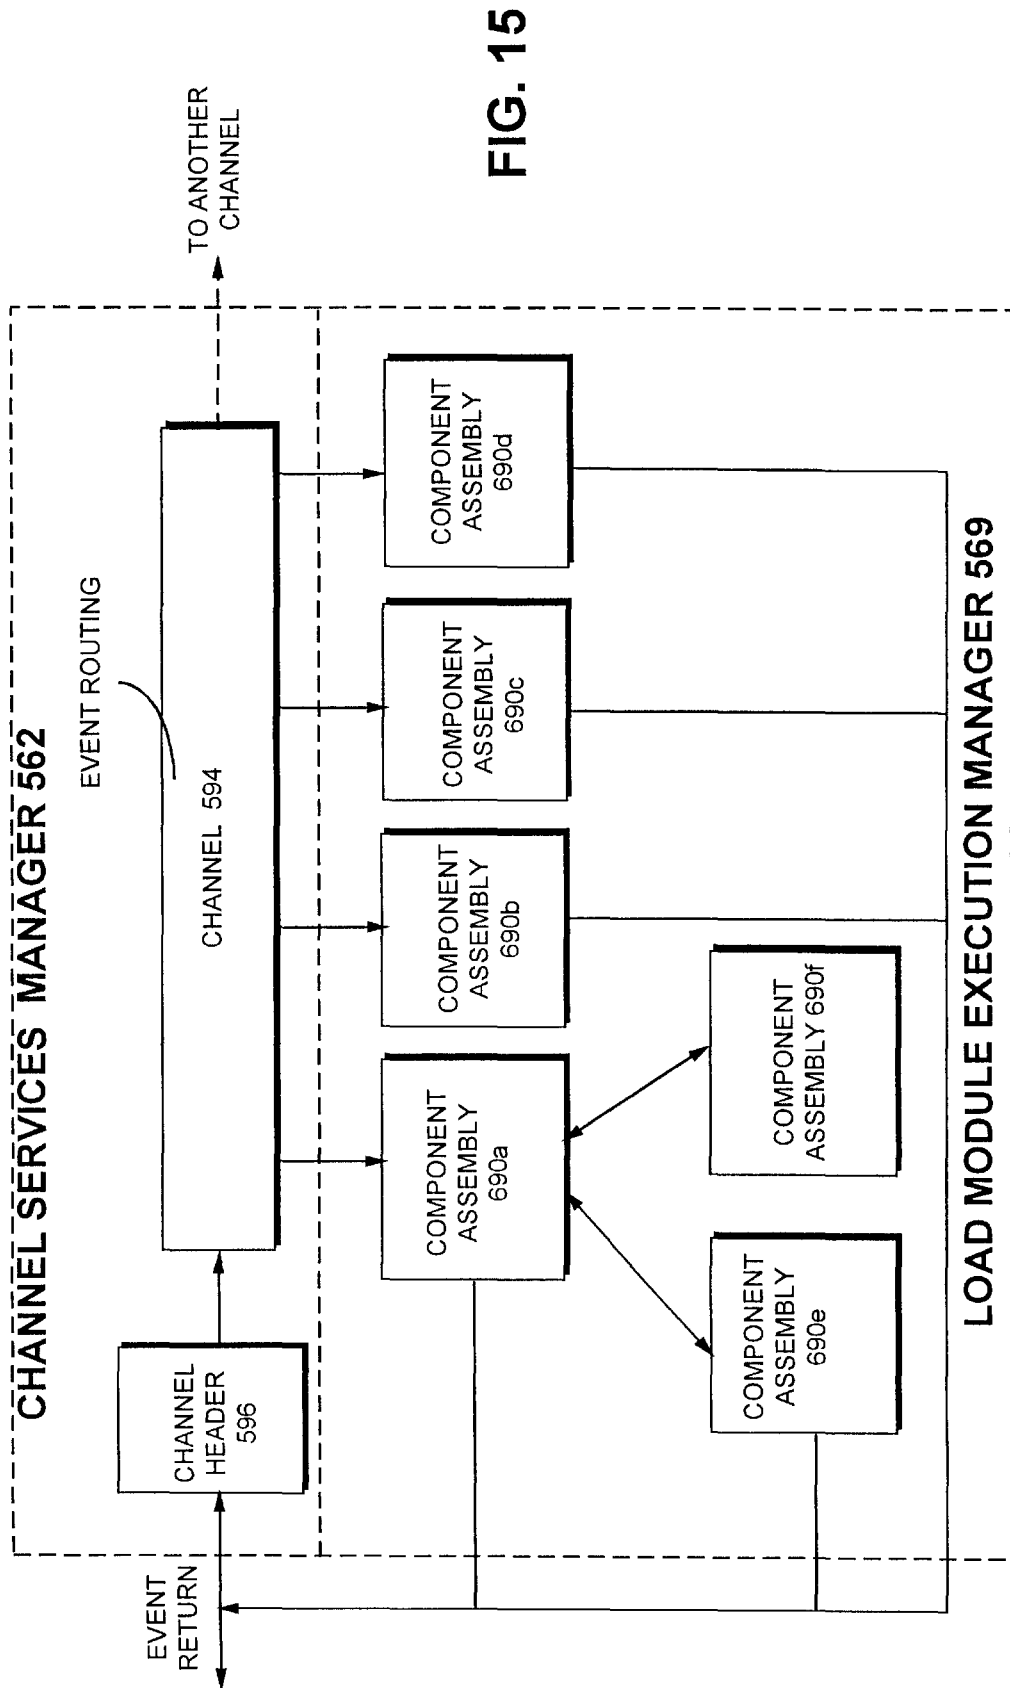 CHANNEL SERVICES MANAGER 562
EVENT ROUTING
EVENT
RETURN
CHANNEL
HEADER
596
CHANNEL 594
TO ANOTHER
CHANNEL
COMPONENT
ASSEMBLY
690a
COMPONENT
ASSEMBLY
690b
COMPONENT
ASSEMBLY
690c
COMPONENT
ASSEMBLY
690d
COMPONENT
ASSEMBLY
690e
COMPONENT
ASSEMBLY 690f
LOAD MODULE EXECUTION MANAGER 569
FIG. 15